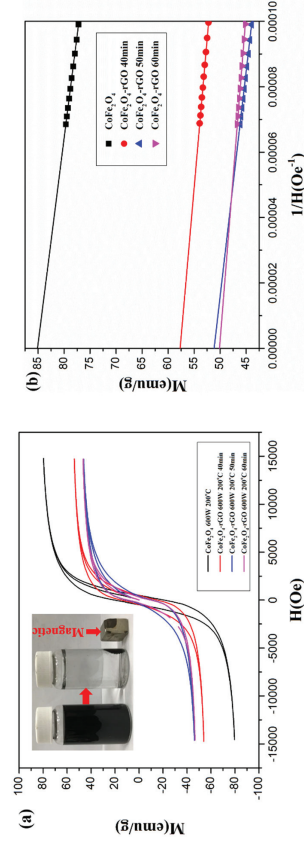 (a)
M(emu/g)
100
80
60
40
20
0
-20
-40
-60
-80
-100
-15000
-10000
-5000
0
5000
10000
15000
H(Oe)
Magnetic
CoFe2O4 600W 200°C
CoFe2O4-rGO 600W 200°C 40min
CoFe2O4-rGO 600W 200°C 50min
CoFe2O4-rGO 600W 200°C 60min
(b)
M(emu/g)
85
80
75
70
65
60
55
50
45
0.00000
0.00002
0.00004
0.00006
0.00008
0.00010
1/H(Oe⁻¹)
CoFe2O4
CoFe2O4-rGO 40min
CoFe2O4-rGO 50min
CoFe2O4-rGO 60min